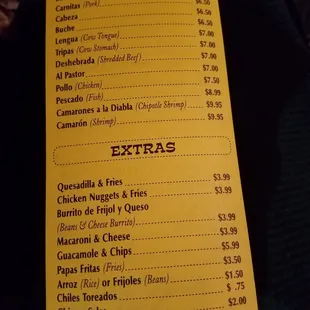 Carnitas (Pork) $6.50
Cabeza $6.50
Buche $6.50
Lengua (Cow Tongue) $7.00
Tripas (Cow Stomach) $7.00
Deshebrada (Shredded Beef) $7.00
Al Pastor $7.00
Pollo (Chicken) $7.50
Pescado (Fish) $8.99
Camarones a la Diabla (Chipotle Shrimp) $9.95
Camarón (Shrimp) $9.95
EXTRAS
Quesadilla & Fries $3.99
Chicken Nuggets & Fries $3.99
Burrito de Frijol y Queso
(Beans & Cheese Burrito) $3.99
Macaroni & Cheese $3.99
Guacamole & Chips $5.99
Papas Fritas (Fries) $3.50
Arroz (Rice) or Frijoles (Beans) $1.50
Chiles Toreados $ .75
$2.00